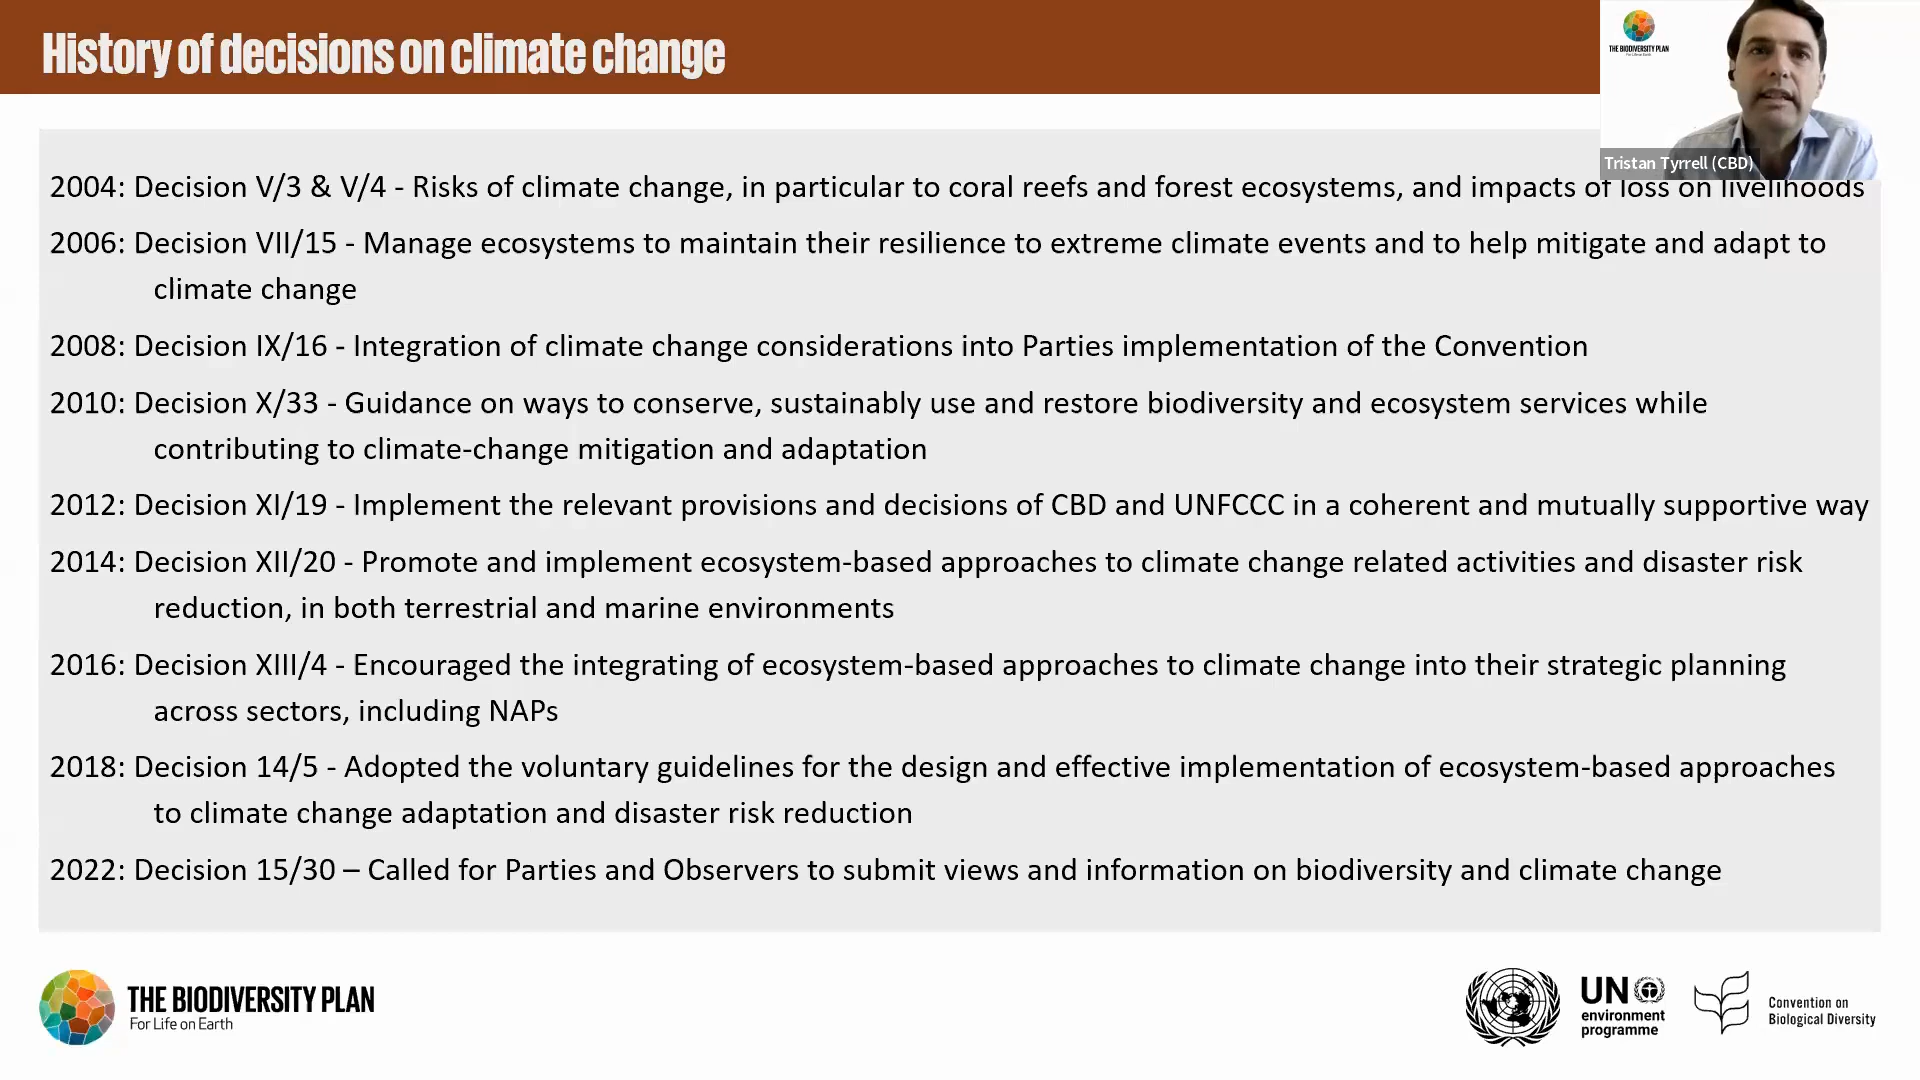 History of decisions on climate change
THE BIODIVERSITY PLAN
Tristan Tyrrell (CBD)
2004: Decision V/3 & V/4 - Risks of climate change, in particular to coral reefs and forest ecosystems, and impacts of loss on livelihoods
2006: Decision VII/15 - Manage ecosystems to maintain their resilience to extreme climate events and to help mitigate and adapt to
climate change
2008: Decision IX/16 - Integration of climate change considerations into Parties implementation of the Convention
2010: Decision X/33 - Guidance on ways to conserve, sustainably use and restore biodiversity and ecosystem services while
contributing to climate-change mitigation and adaptation
2012: Decision XI/19 - Implement the relevant provisions and decisions of CBD and UNFCCC in a coherent and mutually supportive way
2014: Decision XII/20 - Promote and implement ecosystem-based approaches to climate change related activities and disaster risk
reduction, in both terrestrial and marine environments
2016: Decision XIII/4 - Encouraged the integrating of ecosystem-based approaches to climate change into their strategic planning
across sectors, including NAPs
2018: Decision 14/5 - Adopted the voluntary guidelines for the design and effective implementation of ecosystem-based approaches
to climate change adaptation and disaster risk reduction
2022: Decision 15/30 – Called for Parties and Observers to submit views and information on biodiversity and climate change
THE BIODIVERSITY PLAN
For Life on Earth
UN
environment
programme
Convention on
Biological Diversity